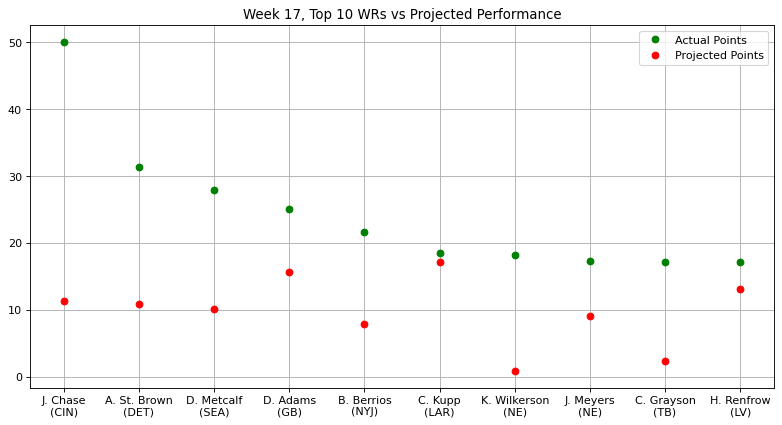 Week 17, Top 10 WRs vs Projected Performance
Actual Points
Projected Points
50
40
30
20
10
0
J. Chase A. St. Brown D. Metcalf D. Adams B. Berrios C. Kupp K. Wilkerson J. Meyers C. Grayson H. Renfrow
(CIN) (DET) (SEA) (GB) (NYJ) (LAR) (NE) (NE) (TB) (LV)